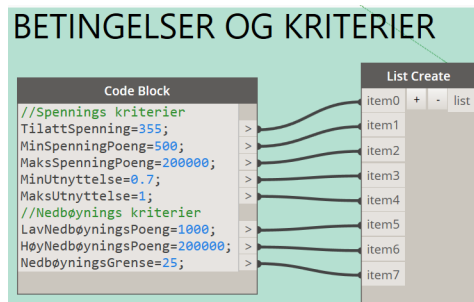 BETINGELSER OG KRITERIER
Code Block
//Spennings kriterier
TilattSpenning=355; >
MinSpenningPoeng=500; >
MaksSpenningPoeng=200000; >
MinUtnyttelse=0.7; >
MaksUtnyttelse=1; >
//Nedbøynings kriterier
LavNedbøyningsPoeng=1000; >
HøyNedbøyningsPoeng=200000; >
NedbøyningsGrense=25; >
List Create
item0 + - list
item1
item2
item3
item4
item5
item6
item7